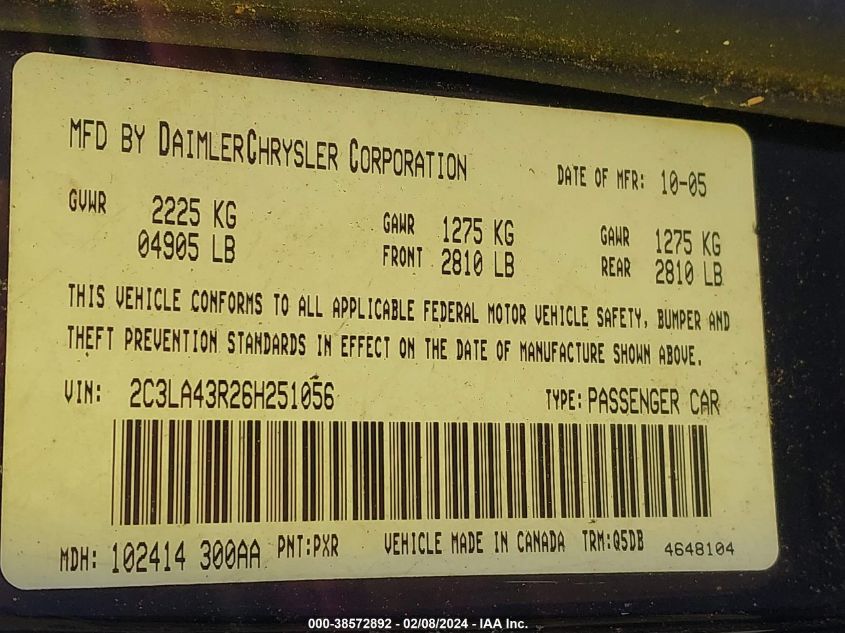 MFD BY DAIMLERCHRYSLER CORPORATION DATE OF MFR: 10-05
GVWR 2225 KG GAWR 1275 KG GAWR 1275 KG
04905 LB FRONT 2810 LB REAR 2810 LB
THIS VEHICLE CONFORMS TO ALL APPLICABLE FEDERAL MOTOR VEHICLE SAFETY, BUMPER AND
THEFT PREVENTION STANDARDS IN EFFECT ON THE DATE OF MANUFACTURE SHOWN ABOVE.
VIN: 2C3LA43R26H251056 TYPE: PASSENGER CAR
MDH: 102414 300AA PNT:PXR VEHICLE MADE IN CANADA TRM:Q5DB 4648104
000-38572892 - 02/08/2024 - IAA Inc.